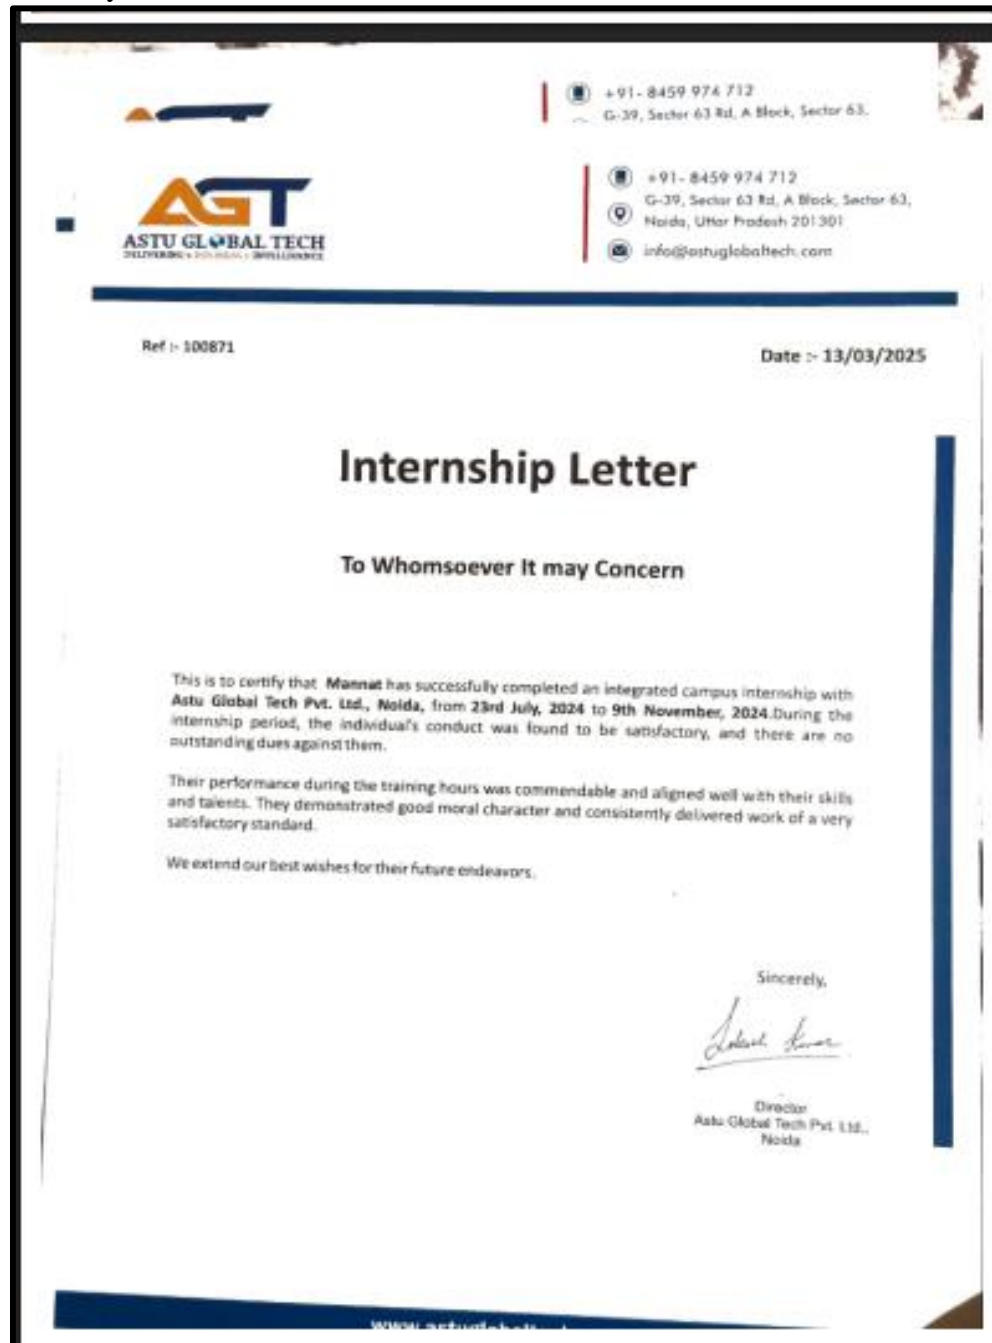 +91- 8459 974 712
G-39, Sector 63 Rd, A Block, Sector 63,
AGT
ASTU GLOBAL TECH
+91- 8459 974 712
G-39, Sector 63 Rd, A Block, Sector 63,
Noida, Uttar Pradesh 201301
info@astuglobaltech.com
Ref :- 100871
Date :- 13/03/2025
Internship Letter
To Whomsoever It may Concern
This is to certify that Mannat has successfully completed an integrated campus internship with
Astu Global Tech Pvt. Ltd., Noida, from 23rd July, 2024 to 9th November, 2024.During the
internship period, the individual's conduct was found to be satisfactory, and there are no
outstanding dues against them.
Their performance during the training hours was commendable and aligned well with their skills
and talents. They demonstrated good moral character and consistently delivered work of a very
satisfactory standard.
We extend our best wishes for their future endeavors.
Sincerely,
Director
Astu Global Tech Pvt. Ltd.,
Noida